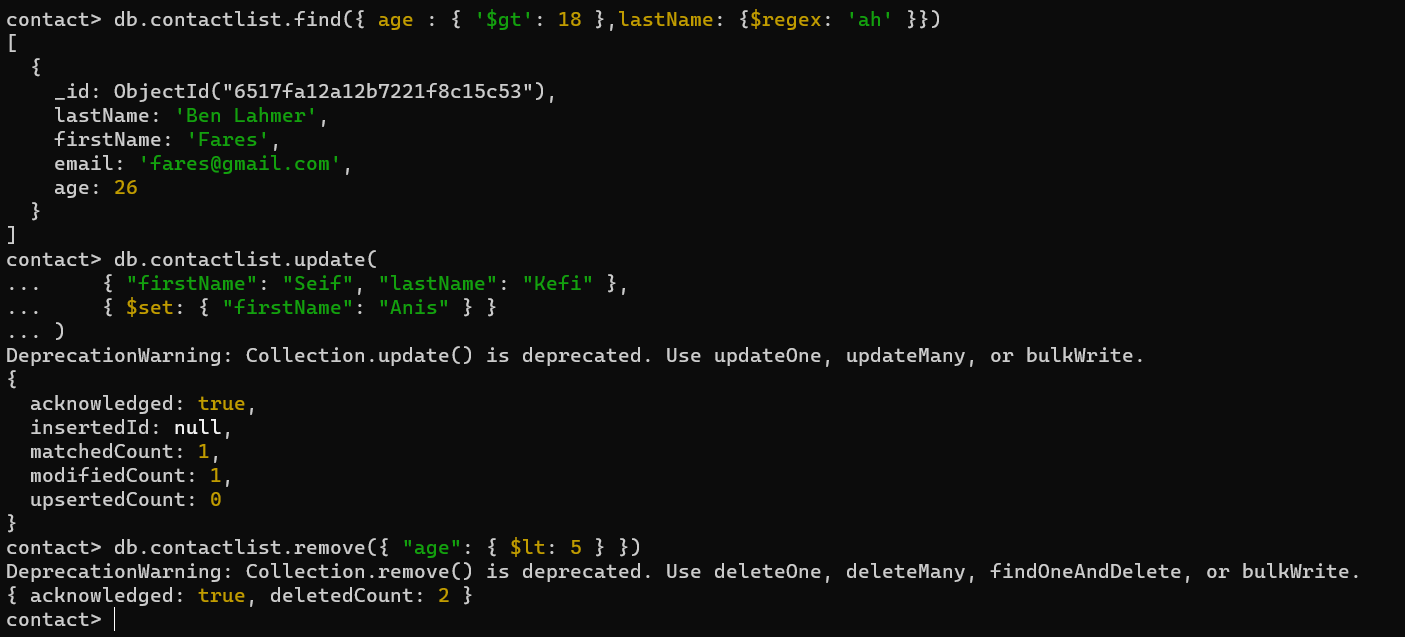 contact> db.contactlist.find({ age : { '$gt': 18 },lastName: {$regex: 'ah' }})
[
  {
    _id: ObjectId("6517fa12a12b7221f8c15c53"),
    lastName: 'Ben Lahmer',
    firstName: 'Fares',
    email: 'fares@gmail.com',
    age: 26
  }
]
contact> db.contactlist.update(
...     { "firstName": "Seif", "lastName": "Kefi" },
...     { $set: { "firstName": "Anis" } }
... )
DeprecationWarning: Collection.update() is deprecated. Use updateOne, updateMany, or bulkWrite.
{
  acknowledged: true,
  insertedId: null,
  matchedCount: 1,
  modifiedCount: 1,
  upsertedCount: 0
}
contact> db.contactlist.remove({ "age": { $lt: 5 } })
DeprecationWarning: Collection.remove() is deprecated. Use deleteOne, deleteMany, findOneAndDelete, or bulkWrite.
{ acknowledged: true, deletedCount: 2 }
contact>